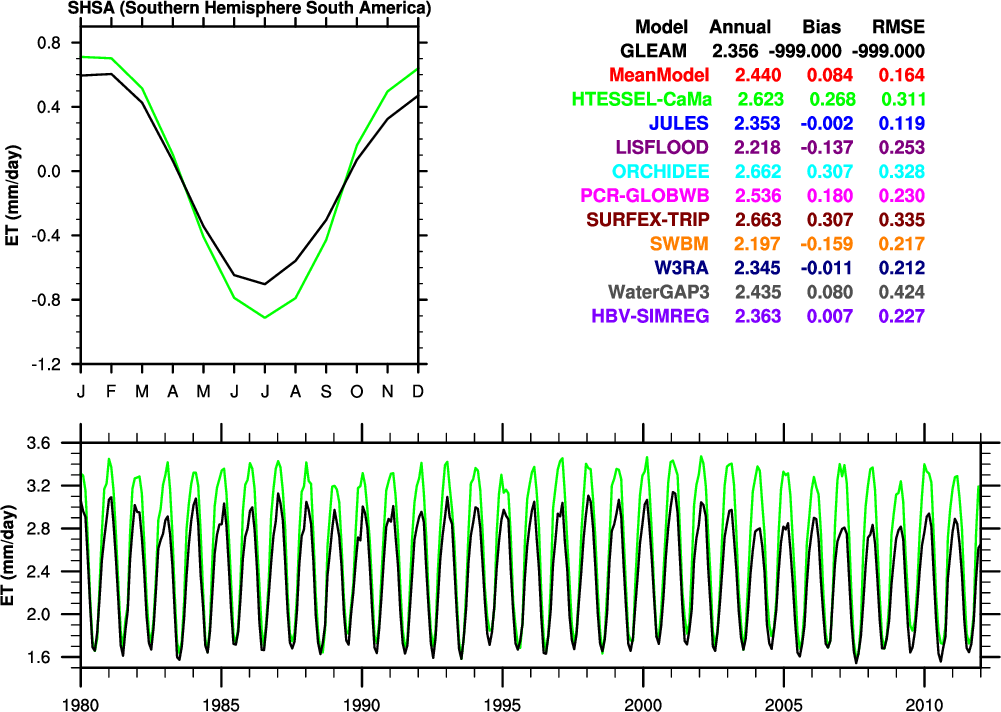 SHSA (Southern Hemisphere South America)
0.8
0.4
0.0
-0.4
-0.8
-1.2
ET (mm/day)
J F M A M J J A S O N D
Model Annual Bias RMSE
GLEAM 2.356 -999.000 -999.000
MeanModel 2.440 0.084 0.164
HTESSEL-CaMa 2.623 0.268 0.311
JULES 2.353 -0.002 0.119
LISFLOOD 2.218 -0.137 0.253
ORCHIDEE 2.662 0.307 0.328
PCR-GLOBWB 2.536 0.180 0.230
SURFEX-TRIP 2.663 0.307 0.335
SWBM 2.197 -0.159 0.217
W3RA 2.345 -0.011 0.212
WaterGAP3 2.435 0.080 0.424
HBV-SIMREG 2.363 0.007 0.227
3.6
3.2
2.8
2.4
2.0
1.6
ET (mm/day)
1980 1985 1990 1995 2000 2005 2010